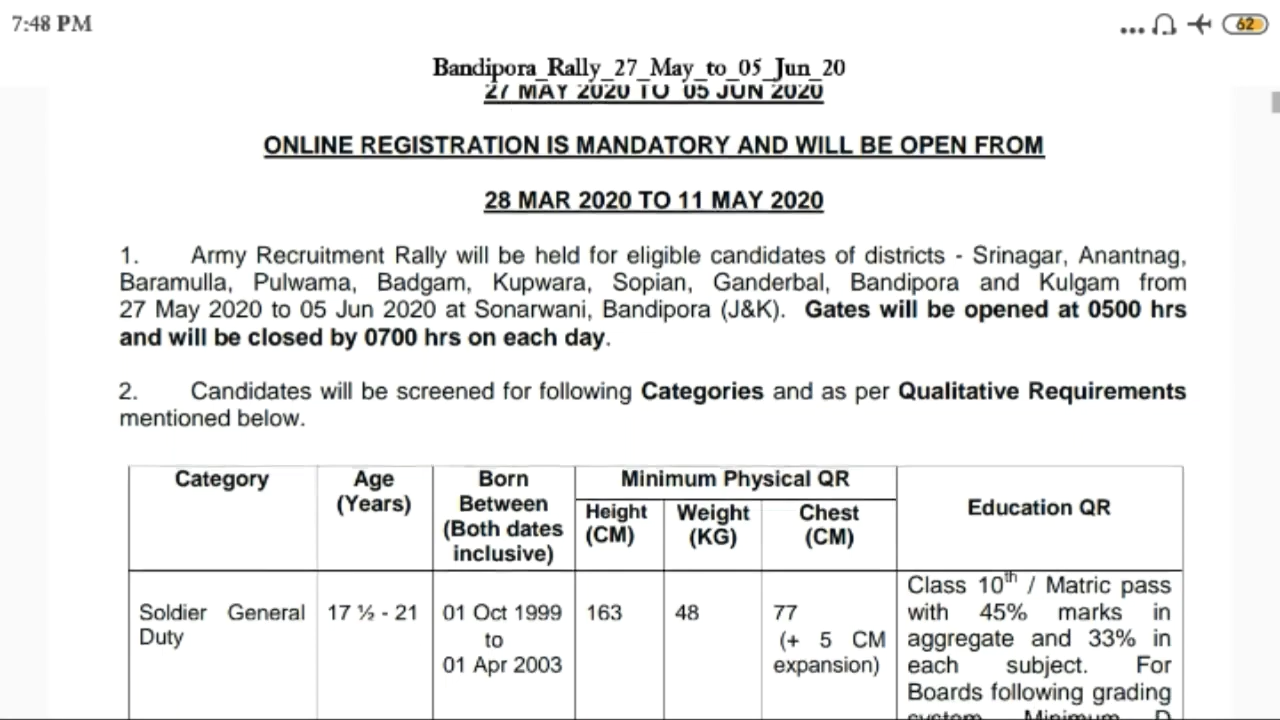 7:48 PM
62
Bandipora_Rally_27_May_to_05_Jun_20
27 MAY 2020 TO 05 JUN 2020
ONLINE REGISTRATION IS MANDATORY AND WILL BE OPEN FROM
28 MAR 2020 TO 11 MAY 2020
1. Army Recruitment Rally will be held for eligible candidates of districts - Srinagar, Anantnag,
Baramulla, Pulwama, Badgam, Kupwara, Sopian, Ganderbal, Bandipora and Kulgam from
27 May 2020 to 05 Jun 2020 at Sonarwani, Bandipora (J&K). Gates will be opened at 0500 hrs
and will be closed by 0700 hrs on each day.
2. Candidates will be screened for following Categories and as per Qualitative Requirements
mentioned below.
Category
Age
(Years)
Born
Between
(Both dates
inclusive)
Minimum Physical QR
Height
(CM)
Weight
(KG)
Chest
(CM)
Education QR
Soldier General
Duty
17 ½ - 21
01 Oct 1999
to
01 Apr 2003
163
48
77
(+ 5 CM
expansion)
Class 10th / Matric pass
with 45% marks in
aggregate and 33% in
each subject. For
Boards following grading
system Minimum D